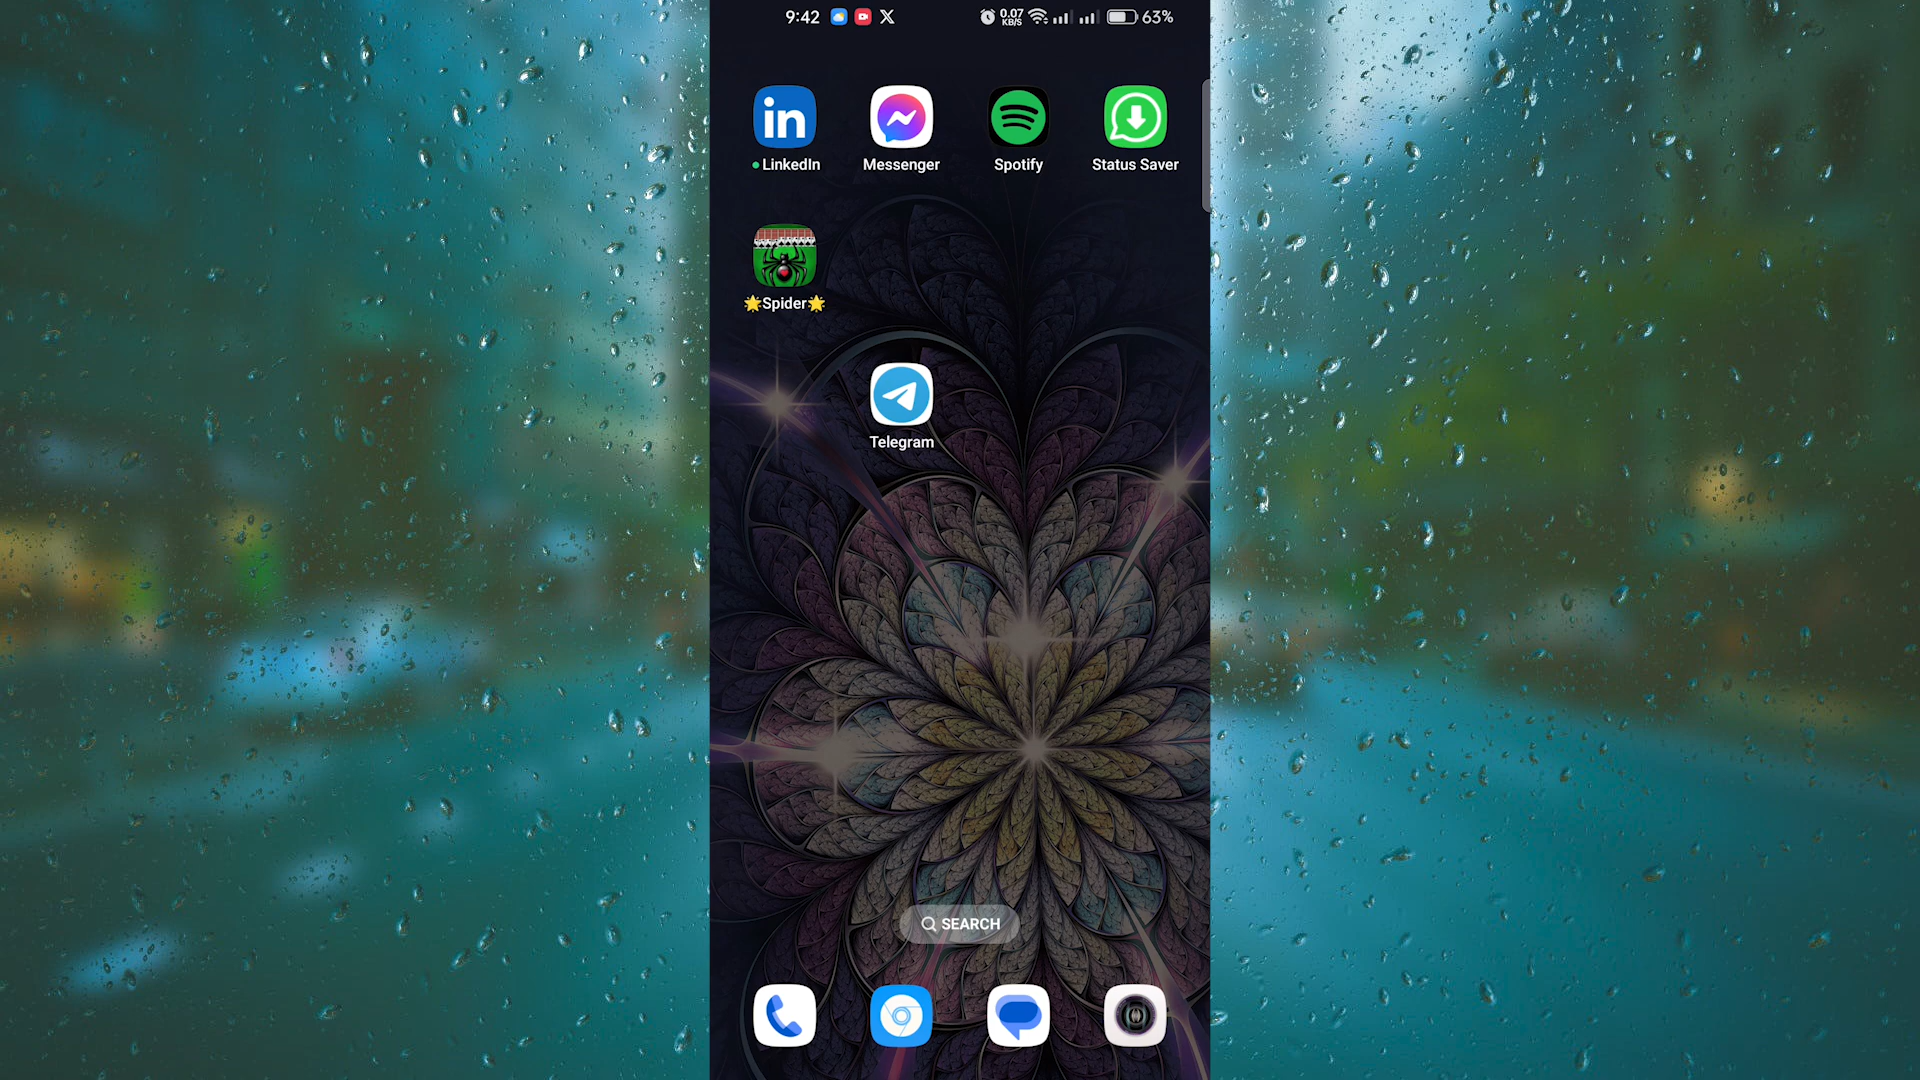 9:42 0.07 KB/S 63%
in
LinkedIn Messenger Spotify Status Saver
🌟Spider🌟
Telegram
SEARCH